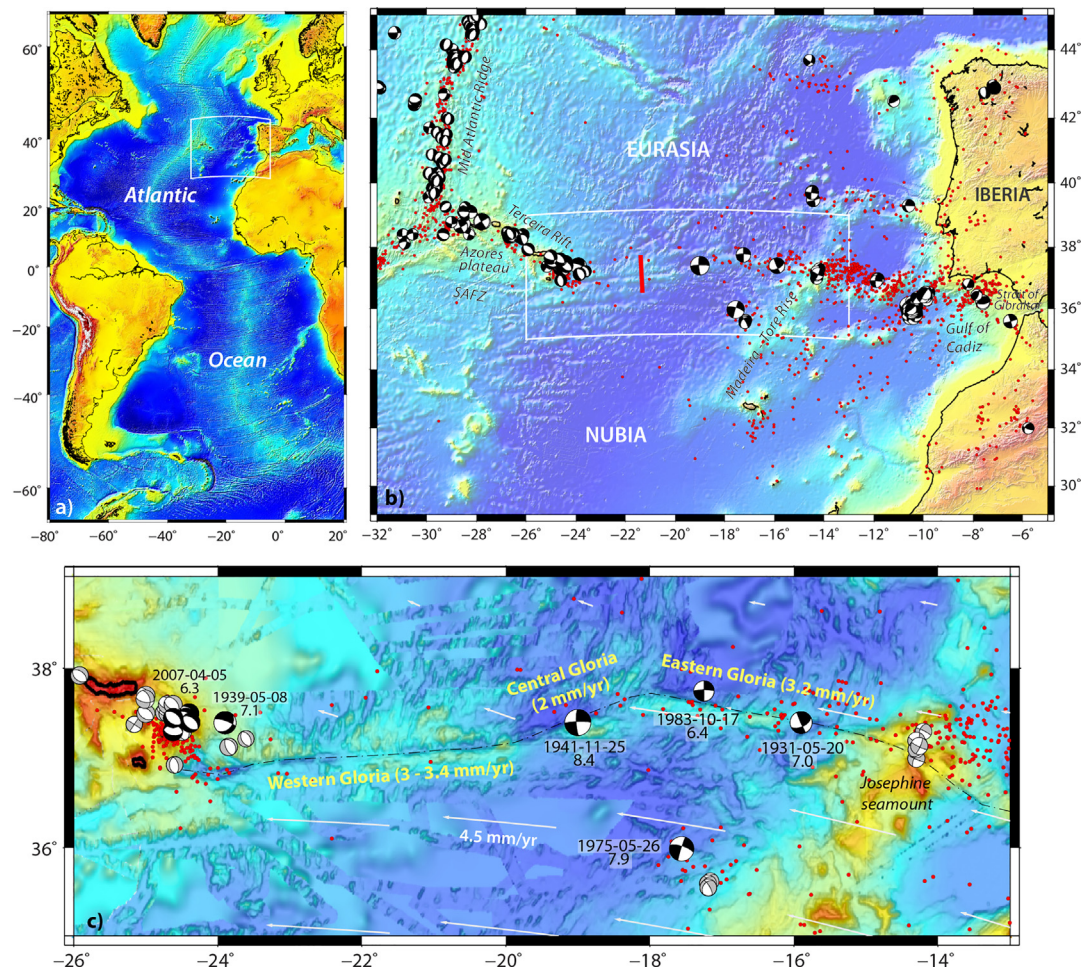 60°
40°
20°
0°
−20°
−40°
−60°
−80° −60° −40° −20° 0° 20°
Atlantic
Ocean
a)
44°
42°
40°
38°
36°
34°
32°
30°
−32 −30° −28° −26° −24° −22° −20° −18° −16° −14° −12° −10° −8° −6°
Mid Atlantic Ridge
EURASIA
IBERIA
Terceira Rift
Azores
plateau
SAFZ
Madeira -Tore Rise
Strait of
Gibraltar
Gulf of
Cadiz
NUBIA
b)
38°
36°
2007-04-05
6.3
1939-05-08
7.1
Central Gloria
(2 mm/yr)
Eastern Gloria (3.2 mm/yr)
1983-10-17
6.4
1941-11-25
8.4
1931-05-20
7.0
Western Gloria (3 - 3.4 mm/yr)
Josephine
seamount
4.5 mm/yr
1975-05-26
7.9
c)
−26 −24° −22° −20° −18° −16° −14°